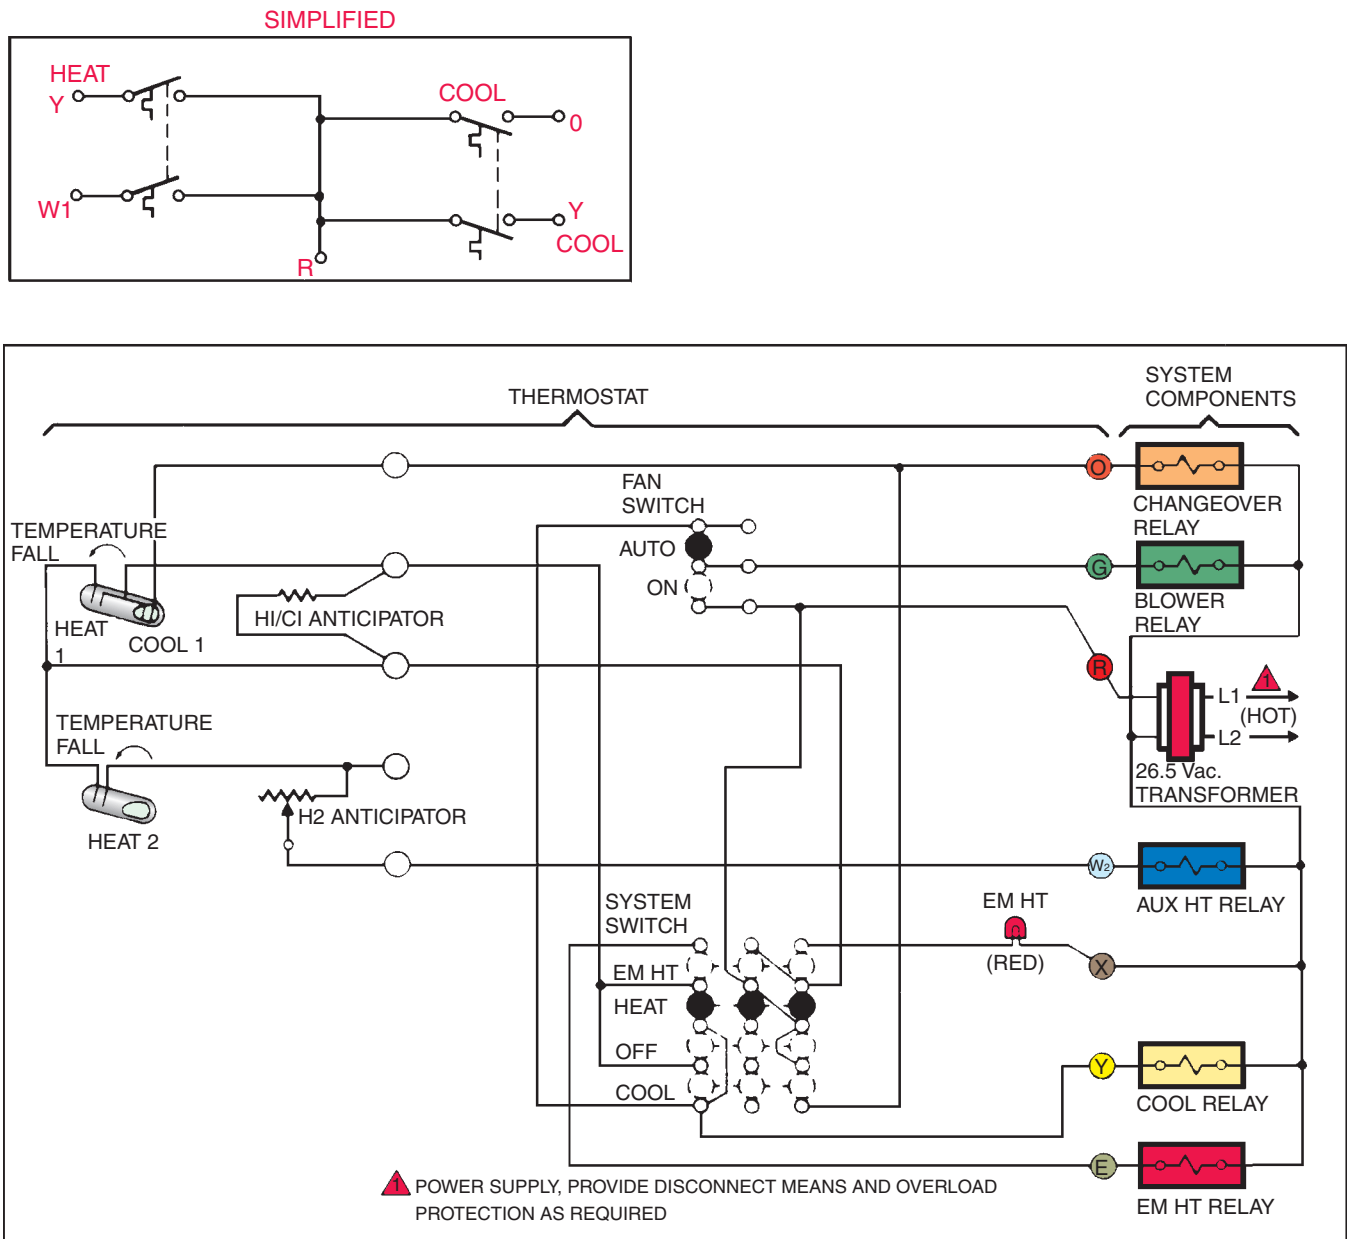 SIMPLIFIED
HEAT
Y
COOL
0
W1
Y
COOL
R
SYSTEM
COMPONENTS
THERMOSTAT
O
FAN
SWITCH
CHANGEOVER
RELAY
TEMPERATURE
FALL
AUTO
G
ON
BLOWER
RELAY
HI/CI ANTICIPATOR
HEAT
1
COOL 1
R
1
L1
(HOT)
L2
TEMPERATURE
FALL
26.5 Vac.
TRANSFORMER
H2 ANTICIPATOR
HEAT 2
W2
AUX HT RELAY
SYSTEM
SWITCH
EM HT
(RED)
X
EM HT
HEAT
OFF
Y
COOL
COOL RELAY
E
EM HT RELAY
1 POWER SUPPLY, PROVIDE DISCONNECT MEANS AND OVERLOAD
PROTECTION AS REQUIRED